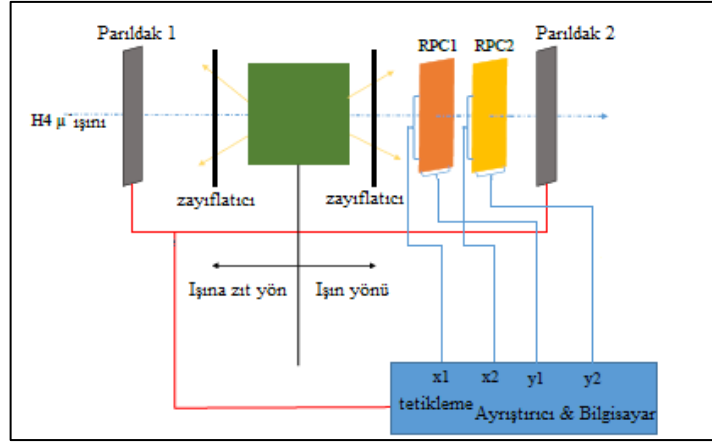 Parıldak 1
RPC1
RPC2
Parıldak 2
H4 μ⁻ ışını
zayıflatıcı
zayıflatıcı
Işına zıt yön
Işın yönü
x1
x2
y1
y2
tetikleme
Ayrıştırıcı & Bilgisayar